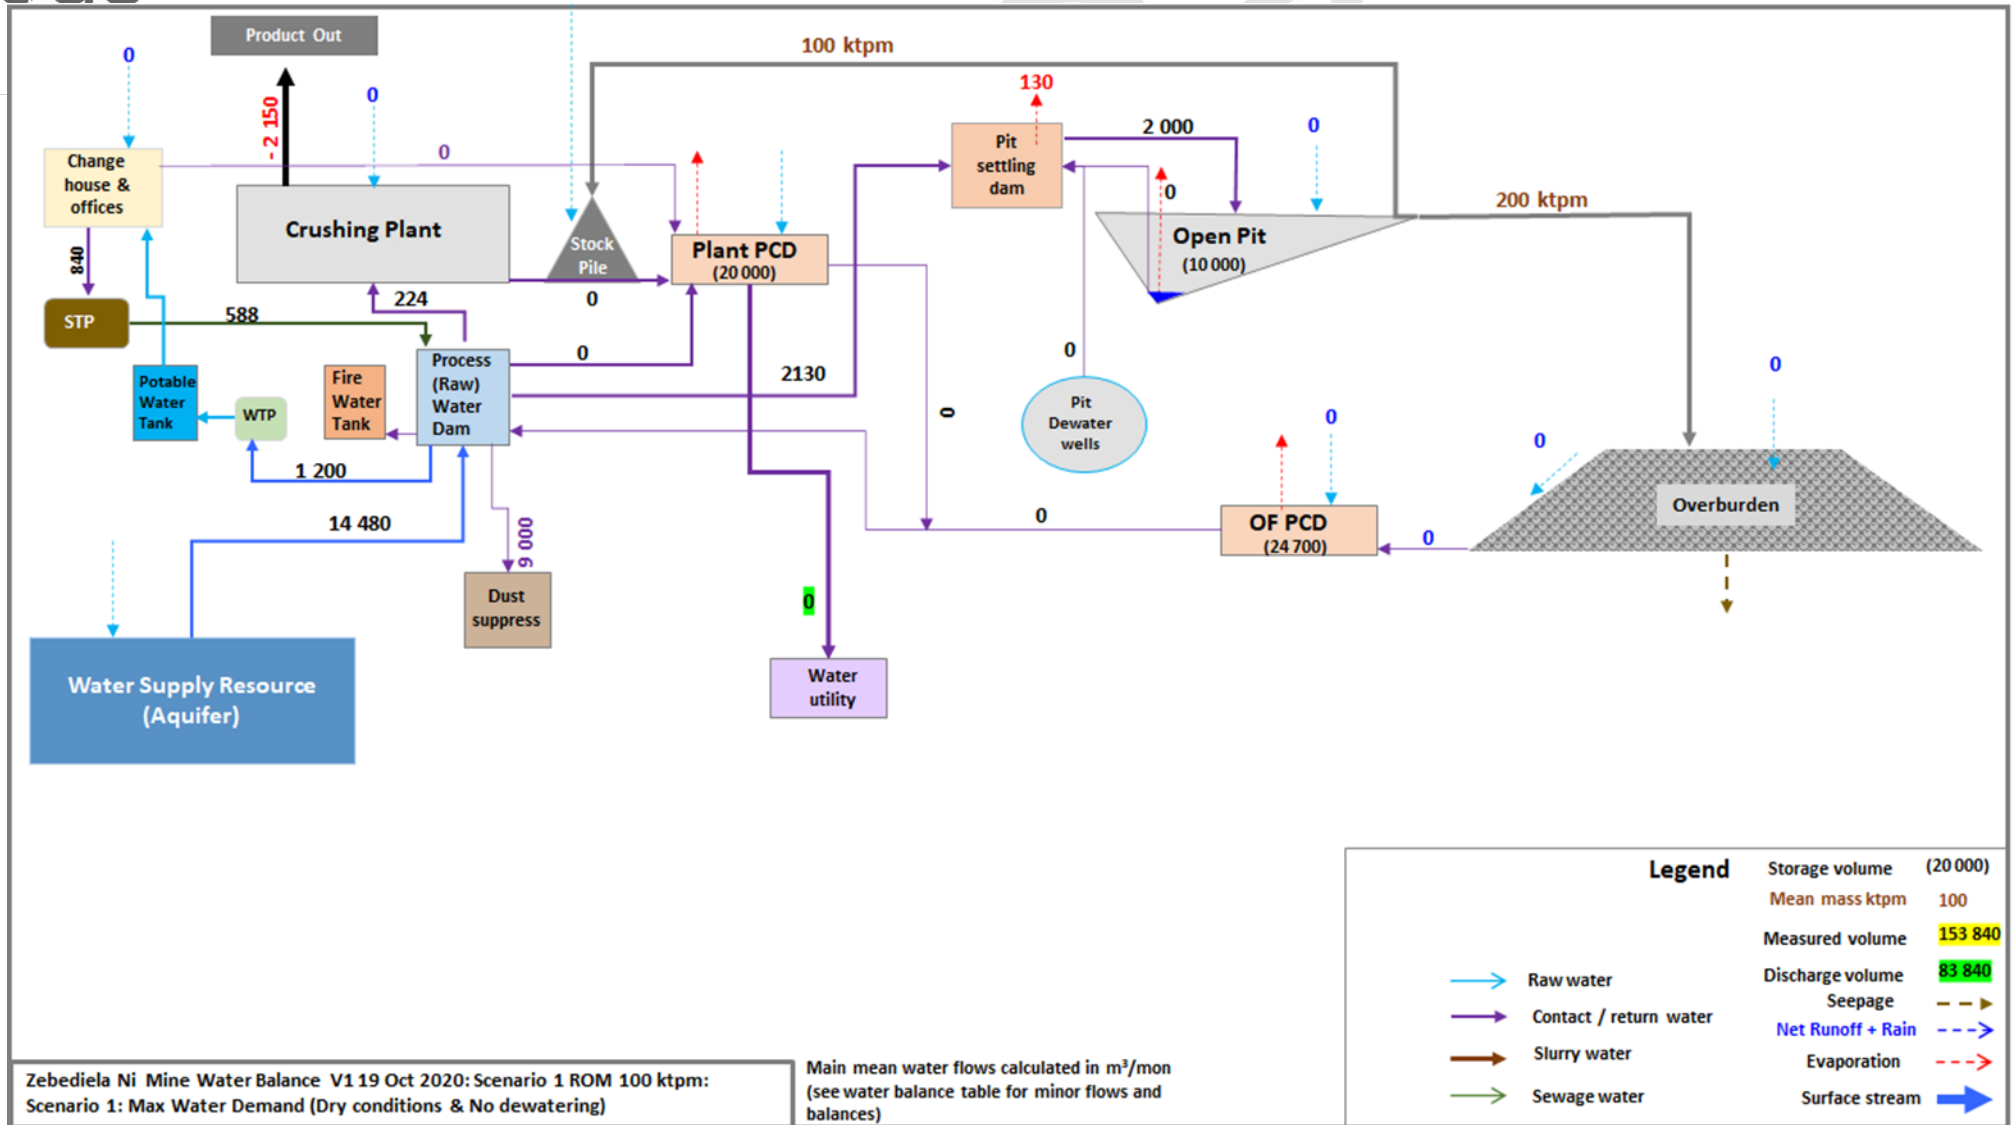 Product Out
100 ktpm
0
- 2 150
0
130
Pit
settling
dam
2 000
0
Change
house &
offices
0
Crushing Plant
Stock
Pile
Plant PCD
(20 000)
0
Open Pit
(10 000)
200 ktpm
840
STP
588
224
0
Process
(Raw)
Water
Dam
0
2130
0
Potable
Water
Tank
WTP
Fire
Water
Tank
0
Pit
Dewater
wells
0
0
0
1 200
14 480
9 000
0
OF PCD
(24 700)
0
Overburden
Dust
suppress
0
Water
utility
Water Supply Resource
(Aquifer)
Legend
Storage volume (20 000)
Mean mass ktpm 100
Measured volume 153 840
Discharge volume 83 840
Raw water
Seepage
Contact / return water
Net Runoff + Rain
Slurry water
Evaporation
Sewage water
Surface stream
Zebediela Ni Mine Water Balance V1 19 Oct 2020: Scenario 1 ROM 100 ktpm:
Scenario 1: Max Water Demand (Dry conditions & No dewatering)
Main mean water flows calculated in m³/mon
(see water balance table for minor flows and
balances)